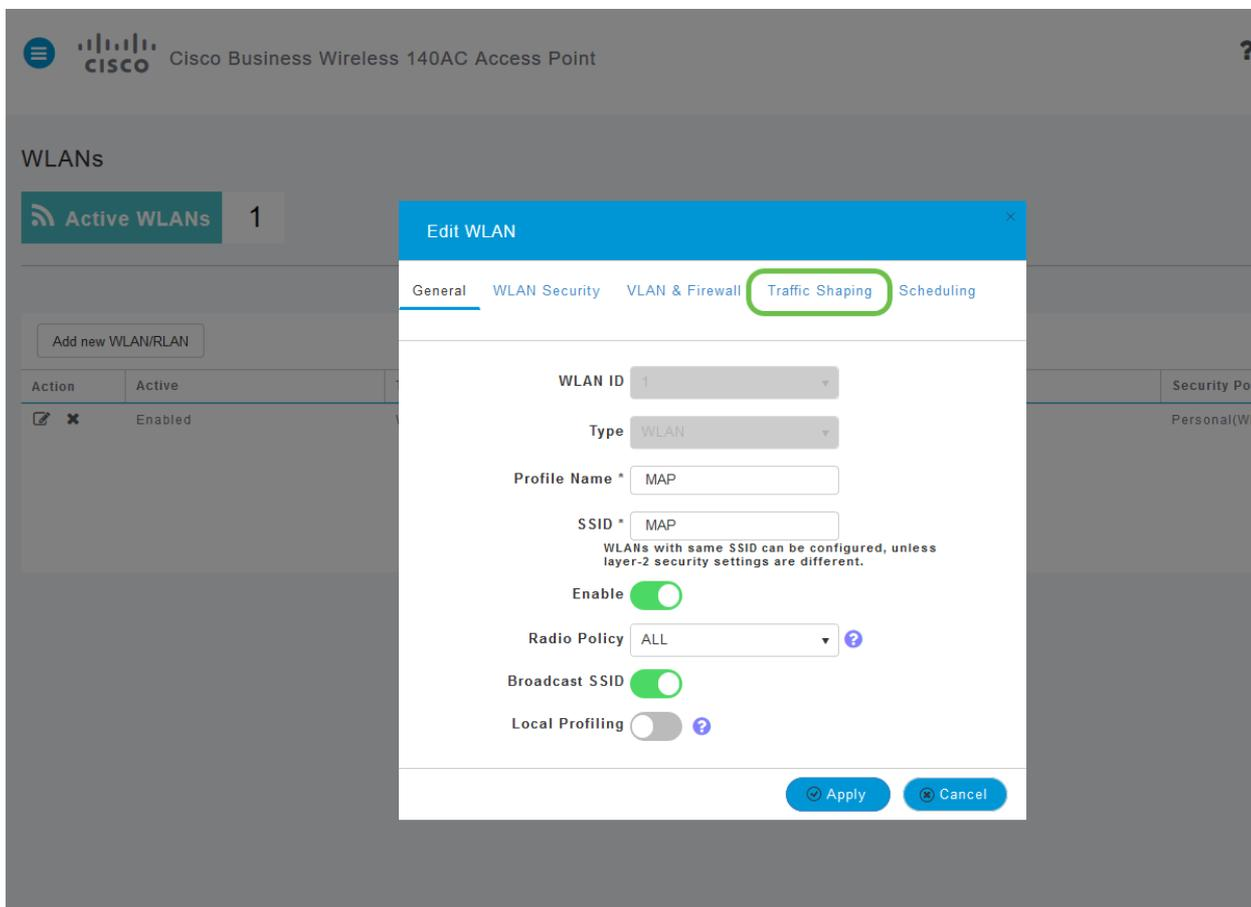 CISCO Cisco Business Wireless 140AC Access Point ?
WLANs
Active WLANs 1
Edit WLAN ×
General WLAN Security VLAN & Firewall Traffic Shaping Scheduling
Add new WLAN/RLAN
Action Active Security Po
Enabled Personal(W
WLAN ID 1
Type WLAN
Profile Name * MAP
SSID * MAP
WLANs with same SSID can be configured, unless
layer-2 security settings are different.
Enable
Radio Policy ALL ?
Broadcast SSID
Local Profiling ?
Apply Cancel